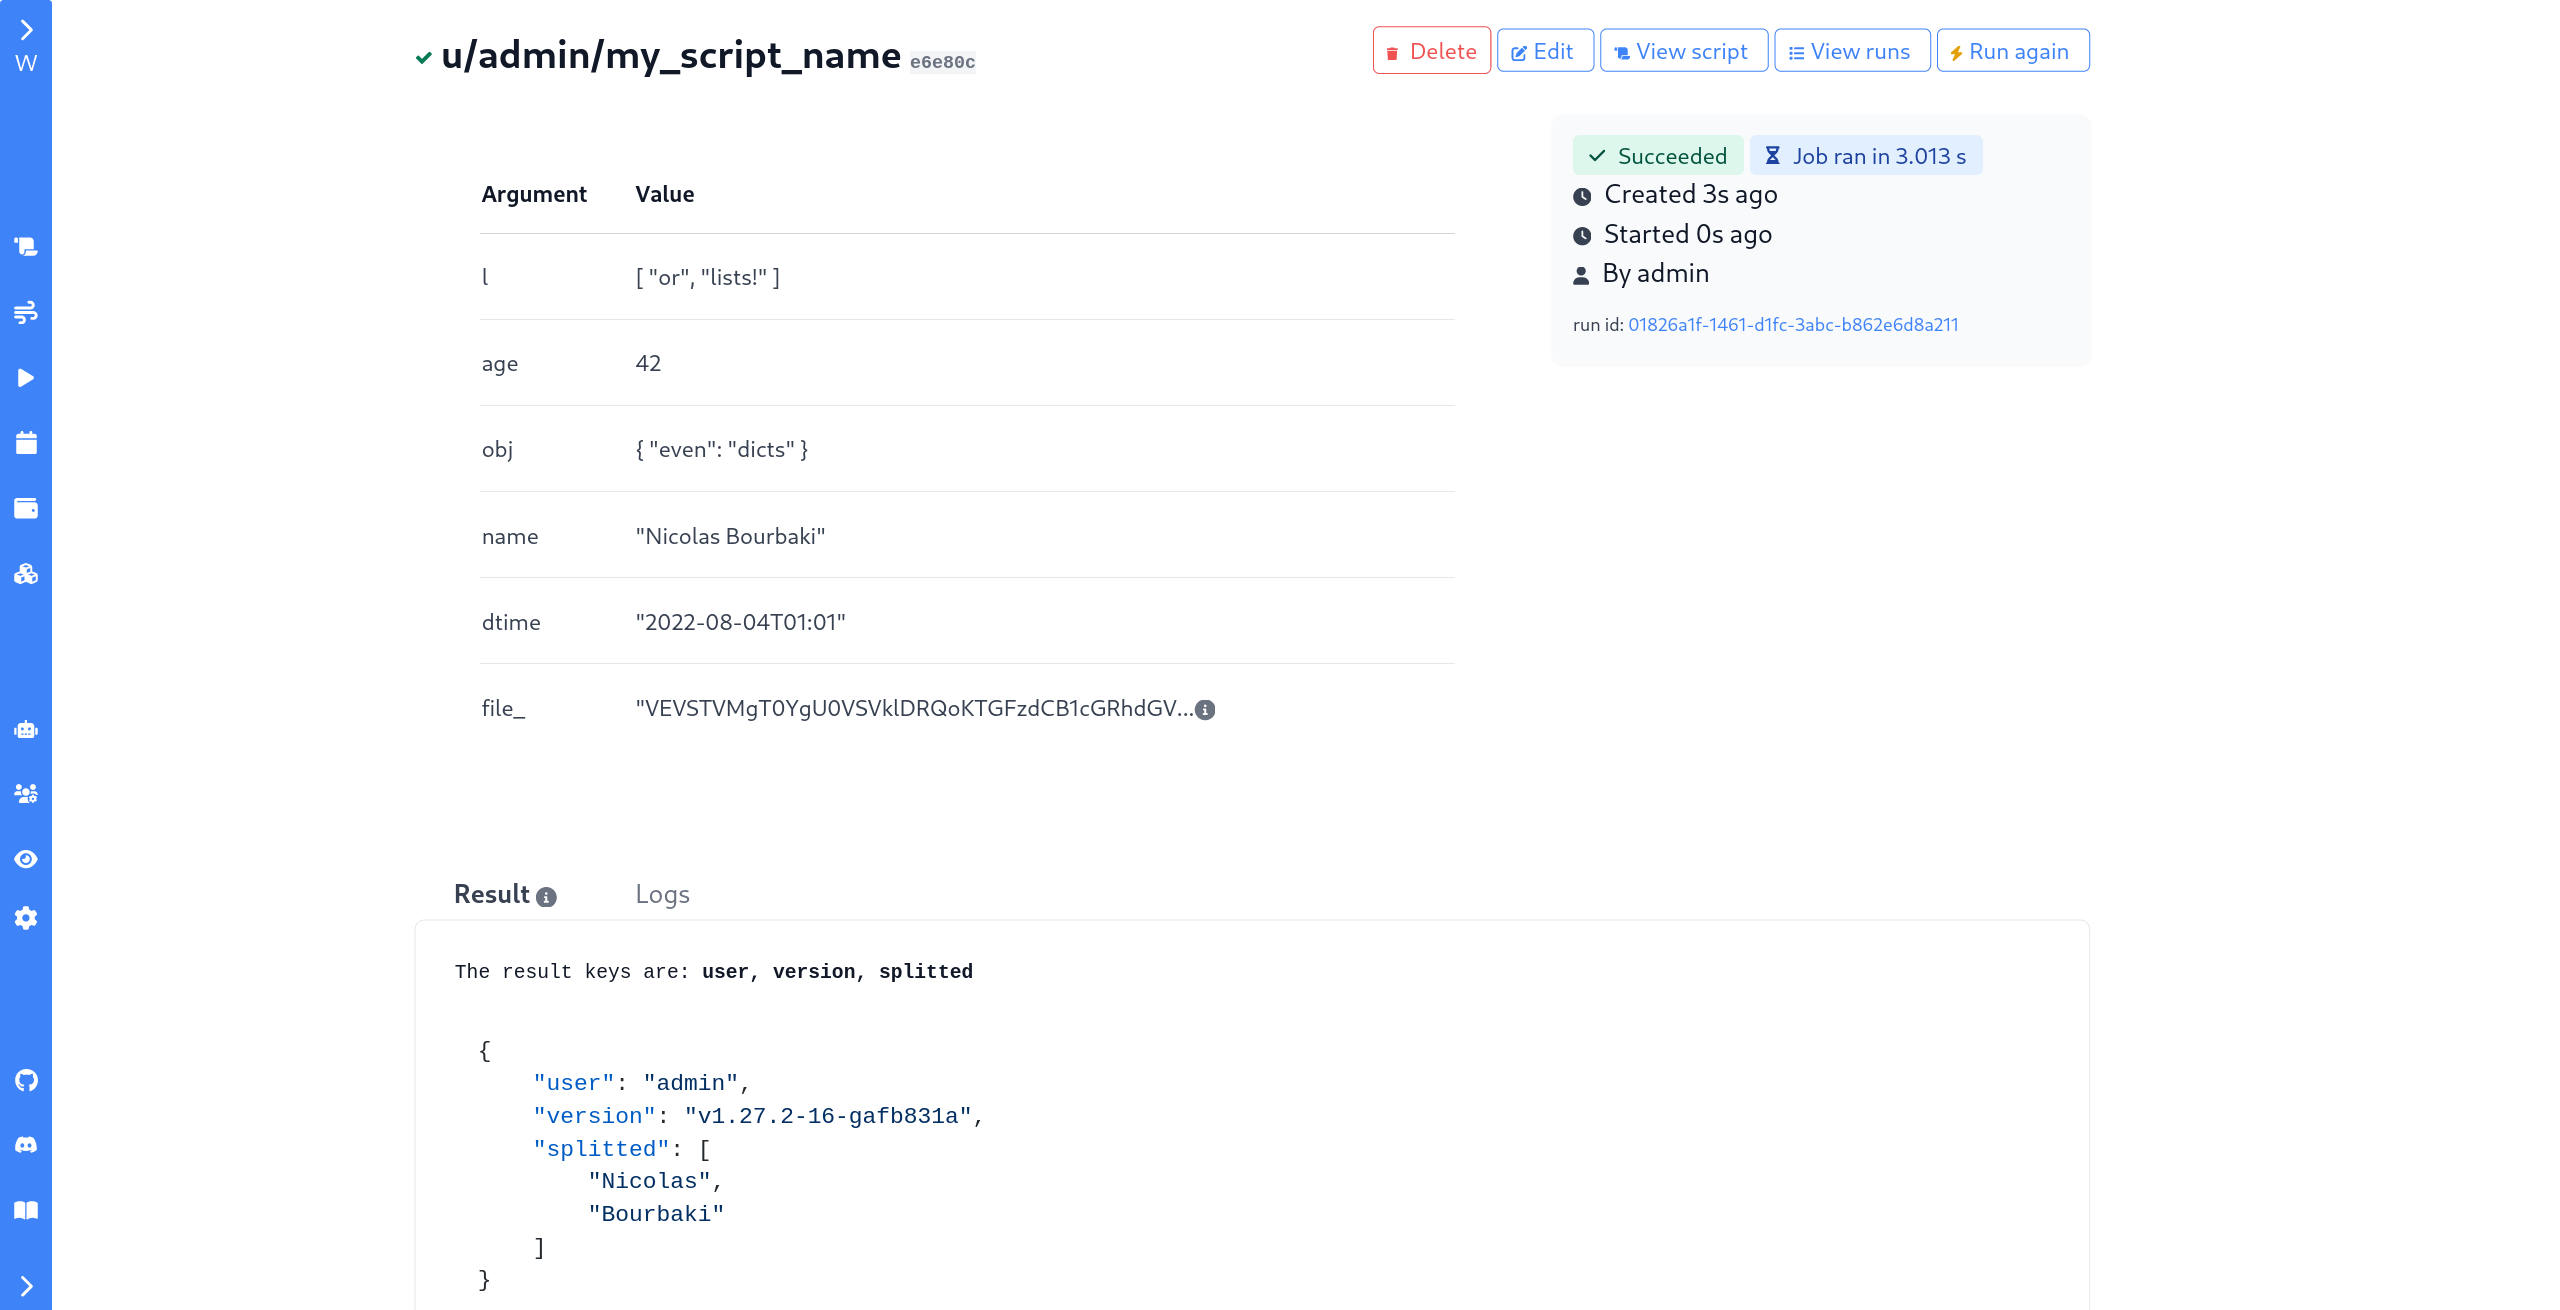 W
u/admin/my_script_name e6e80c
Delete Edit View script View runs Run again
Succeeded Job ran in 3.013 s
Created 3s ago
Started 0s ago
By admin
run id: 01826a1f-1461-d1fc-3abc-b862e6d8a211
Argument Value
l [ "or", "lists!" ]
age 42
obj { "even": "dicts" }
name "Nicolas Bourbaki"
dtime "2022-08-04T01:01"
file_ "VEVSTVMgT0YgU0VSVklDRQoKTGFzdCB1cGRhdGV...
Result Logs
The result keys are: user, version, splitted
{
"user": "admin",
"version": "v1.27.2-16-gafb831a",
"splitted": [
"Nicolas",
"Bourbaki"
]
}